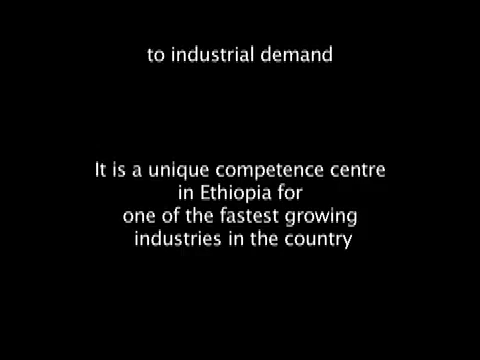 to industrial demand
It is a unique competence centre
in Ethiopia for
one of the fastest growing
industries in the country